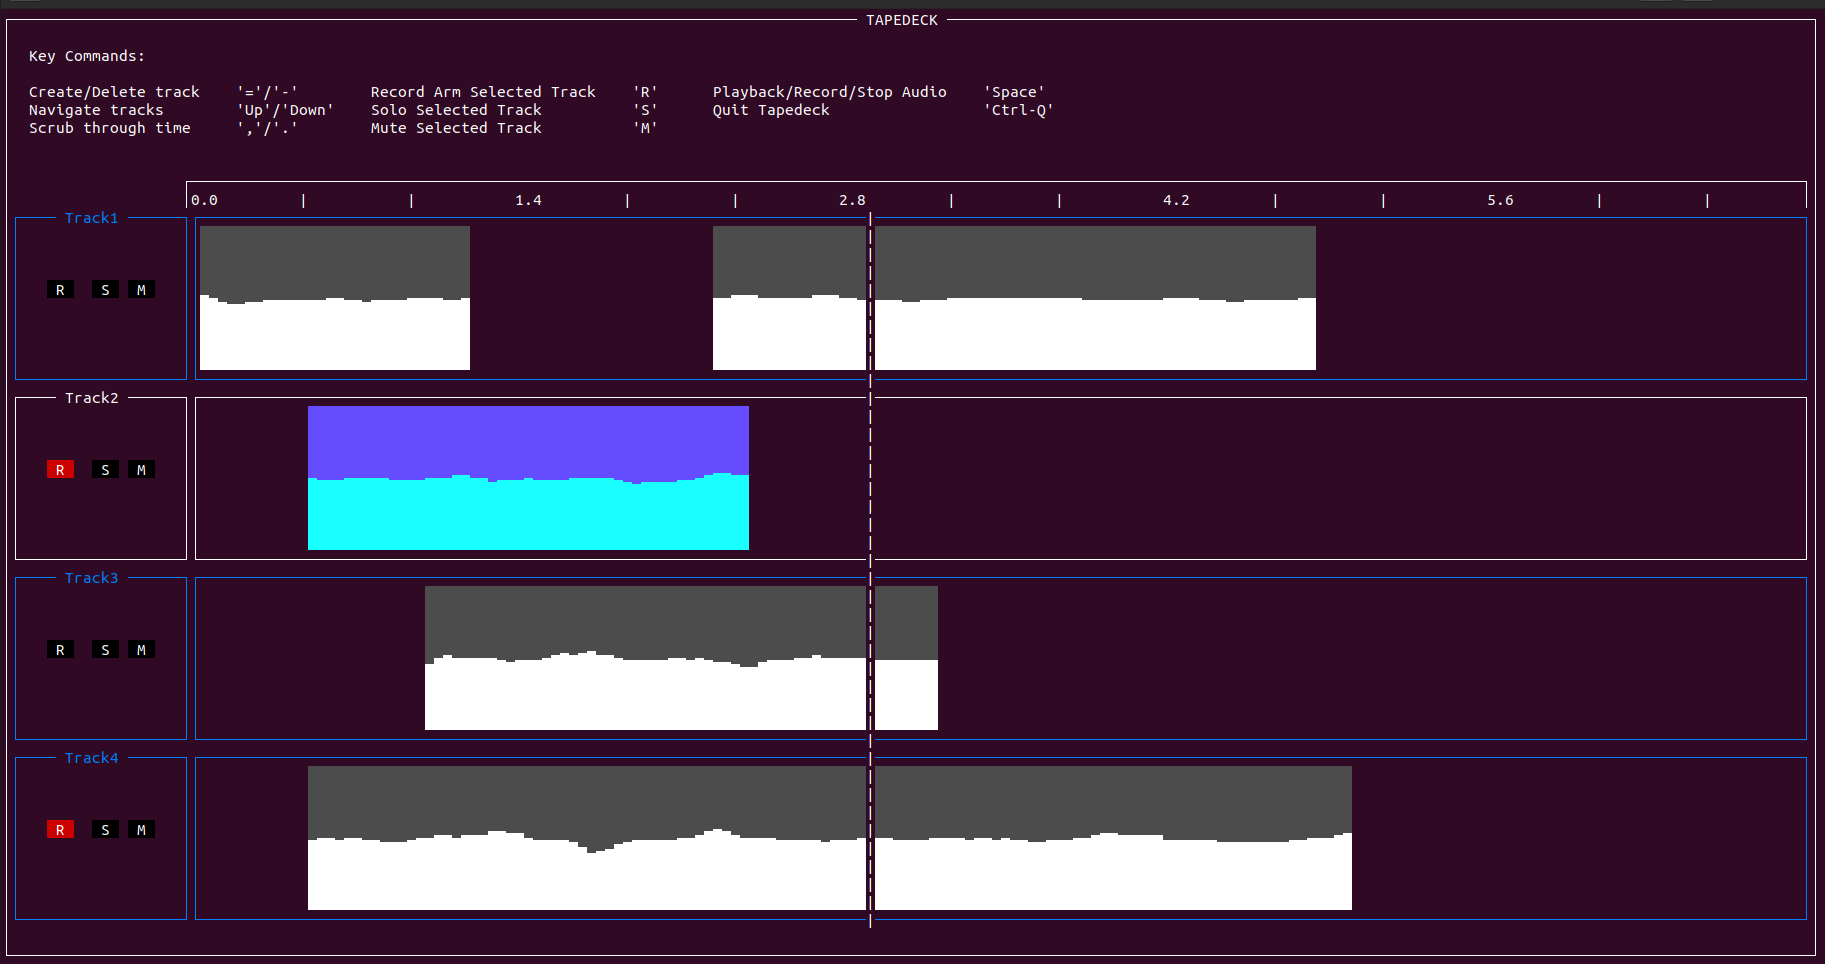 TAPEDECK
Key Commands:
Create/Delete track '='/'-' Record Arm Selected Track 'R' Playback/Record/Stop Audio 'Space'
Navigate tracks 'Up'/'Down' Solo Selected Track 'S' Quit Tapedeck 'Ctrl-Q'
Scrub through time ','/'.' Mute Selected Track 'M'
0.0 | | 1.4 | | 2.8 | | 4.2 | | 5.6 | |
Track1
R S M
Track2
R S M
Track3
R S M
Track4
R S M